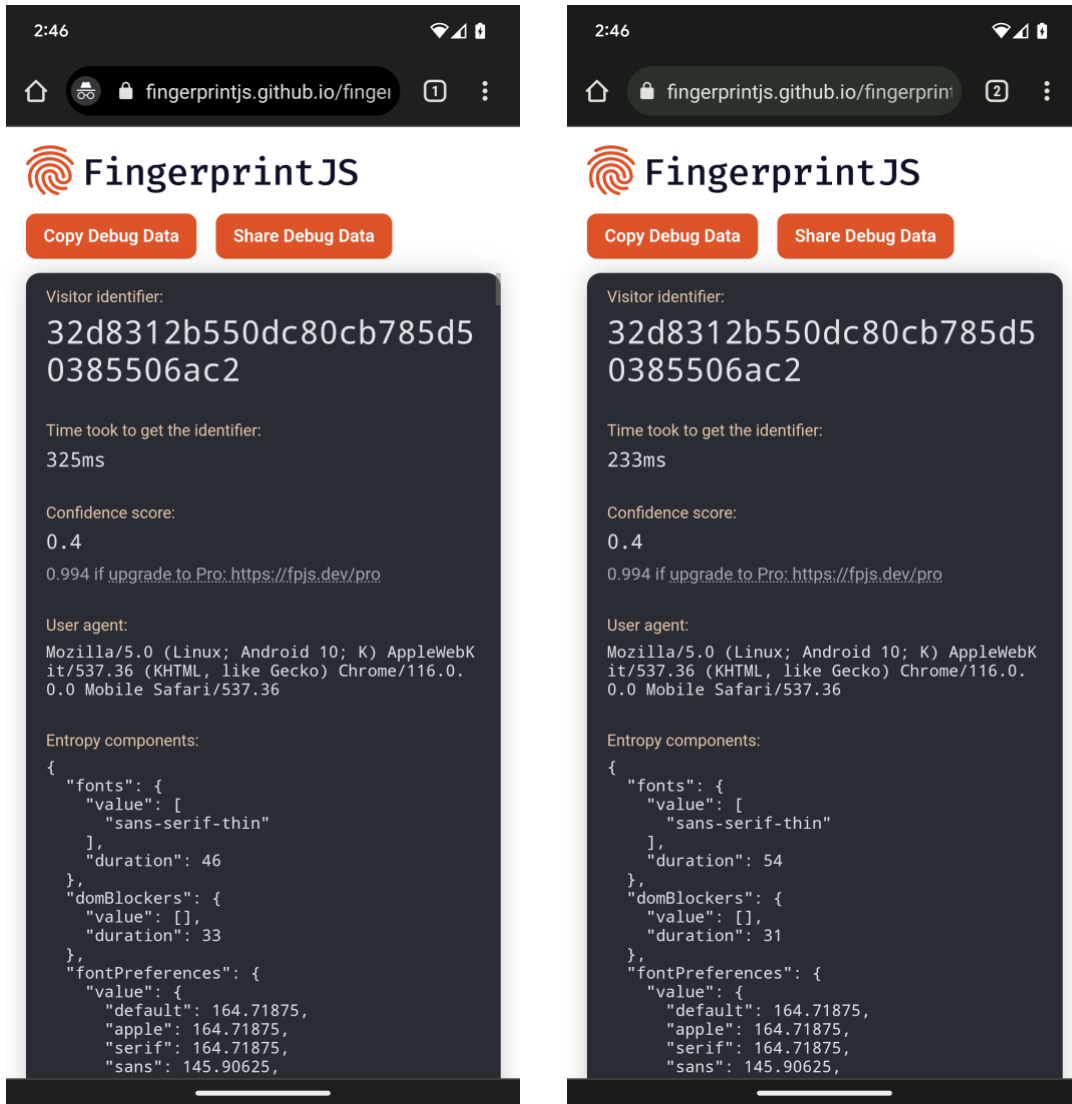 2:46
fingerprintjs.github.io/finger
1
FingerprintJS
Copy Debug Data
Share Debug Data
Visitor identifier:
32d8312b550dc80cb785d5
0385506ac2
Time took to get the identifier:
325ms
Confidence score:
0.4
0.994 if upgrade to Pro: https://fpjs.dev/pro
User agent:
Mozilla/5.0 (Linux; Android 10; K) AppleWebK
it/537.36 (KHTML, like Gecko) Chrome/116.0.
0.0 Mobile Safari/537.36
Entropy components:
{
"fonts": {
"value": [
"sans-serif-thin"
],
"duration": 46
},
"domBlockers": {
"value": [],
"duration": 33
},
"fontPreferences": {
"value": {
"default": 164.71875,
"apple": 164.71875,
"serif": 164.71875,
"sans": 145.90625,
2:46
fingerprintjs.github.io/fingerprint
2
FingerprintJS
Copy Debug Data
Share Debug Data
Visitor identifier:
32d8312b550dc80cb785d5
0385506ac2
Time took to get the identifier:
233ms
Confidence score:
0.4
0.994 if upgrade to Pro: https://fpjs.dev/pro
User agent:
Mozilla/5.0 (Linux; Android 10; K) AppleWebK
it/537.36 (KHTML, like Gecko) Chrome/116.0.
0.0 Mobile Safari/537.36
Entropy components:
{
"fonts": {
"value": [
"sans-serif-thin"
],
"duration": 54
},
"domBlockers": {
"value": [],
"duration": 31
},
"fontPreferences": {
"value": {
"default": 164.71875,
"apple": 164.71875,
"serif": 164.71875,
"sans": 145.90625,